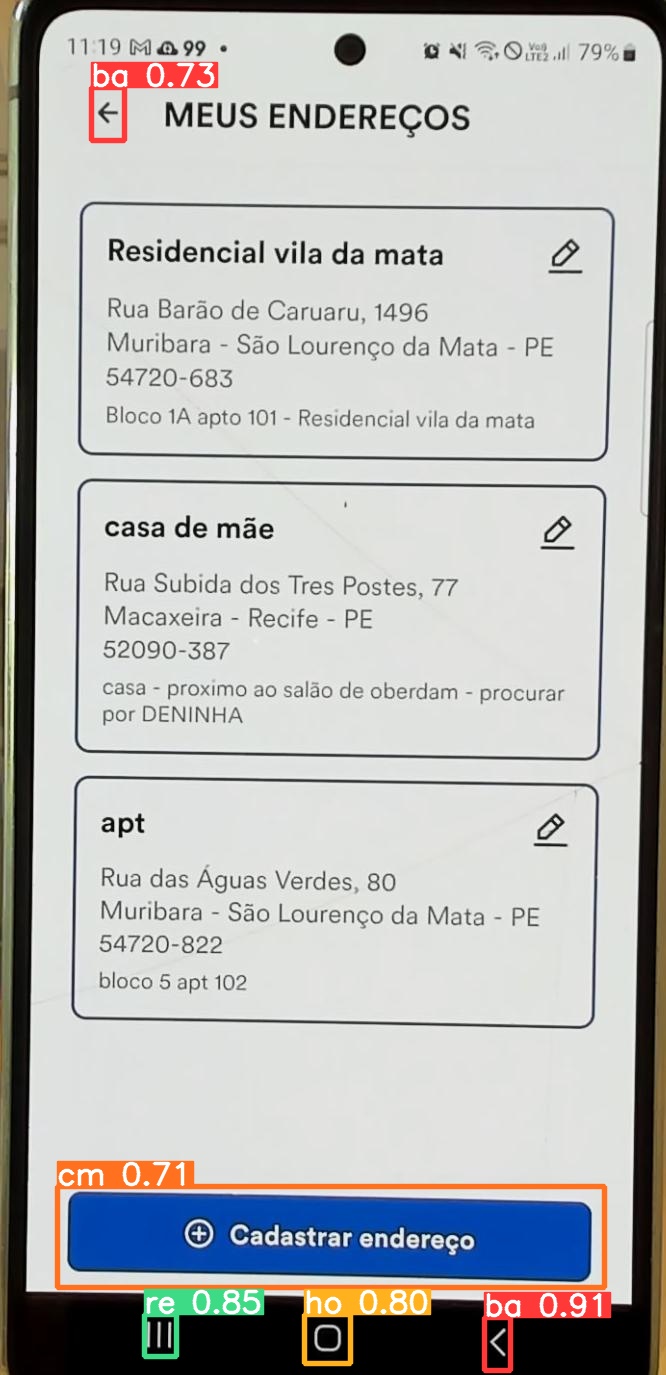 11:19 99
79%
ba 0.73
MEUS ENDEREÇOS
Residencial vila da mata
Rua Barão de Caruaru, 1496
Muribara - São Lourenço da Mata - PE
54720-683
Bloco 1A apto 101 - Residencial vila da mata
casa de mãe
Rua Subida dos Tres Postes, 77
Macaxeira - Recife - PE
52090-387
casa - proximo ao salão de oberdam - procurar
por DENINHA
apt
Rua das Águas Verdes, 80
Muribara - São Lourenço da Mata - PE
54720-822
bloco 5 apt 102
cm 0.71
Cadastrar endereço
re 0.85 ho 0.80 ba 0.91